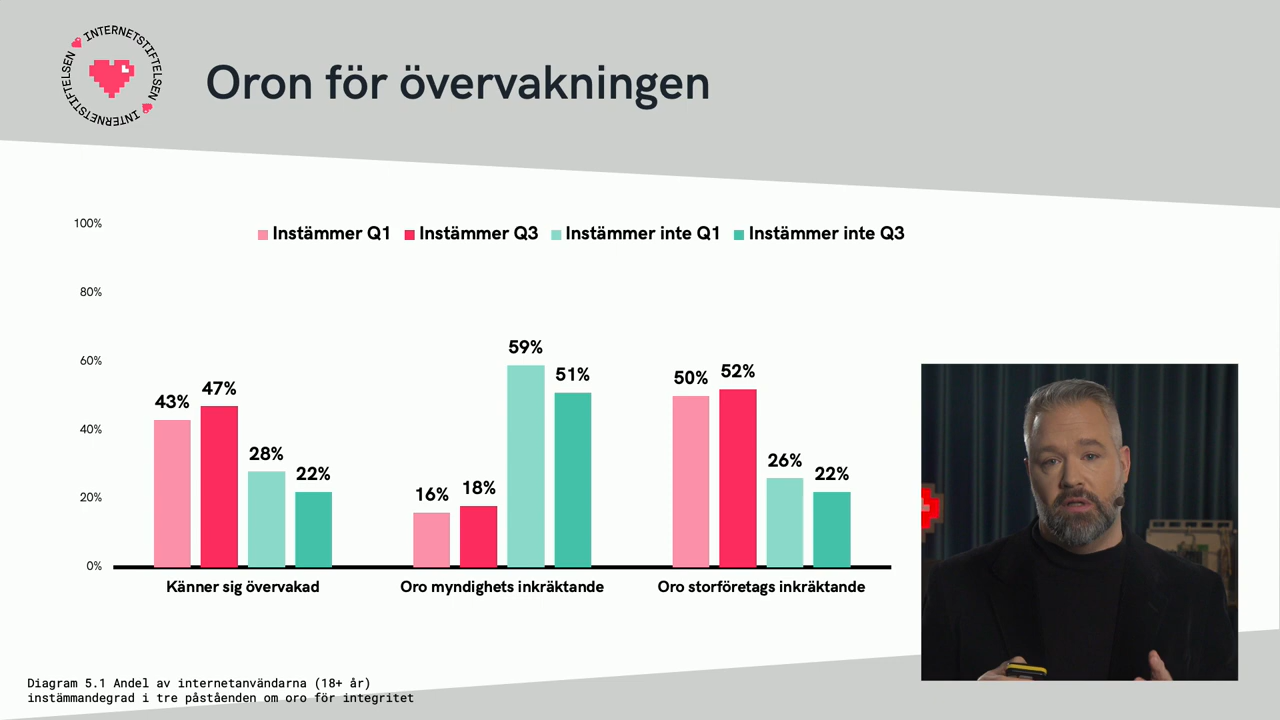 INTERNETSTIFTELSEN
INTERNETSTIFTELSEN
Oron för övervakningen
Instämmer Q1 Instämmer Q3 Instämmer inte Q1 Instämmer inte Q3
100%
80%
60%
40%
20%
0%
43% 47% 28% 22%
16% 18% 59% 51%
50% 52% 26% 22%
Känner sig övervakad
Oro myndighets inkräktande
Oro storföretags inkräktande
Diagram 5.1 Andel av internetanvändarna (18+ år)
instämmandegrad i tre påståenden om oro för integritet